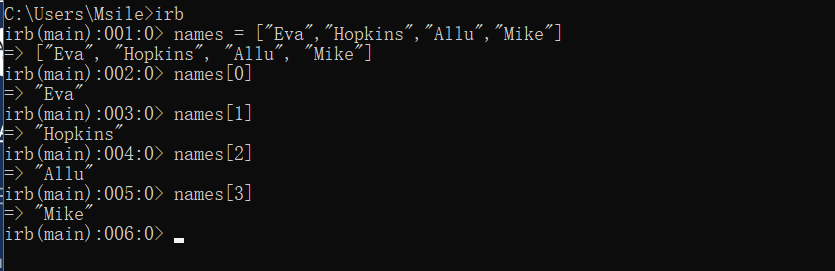 C:\Users\Msile>irb
irb(main):001:0> names = ["Eva","Hopkins","Allu","Mike"]
=> ["Eva", "Hopkins", "Allu", "Mike"]
irb(main):002:0> names[0]
=> "Eva"
irb(main):003:0> names[1]
=> "Hopkins"
irb(main):004:0> names[2]
=> "Allu"
irb(main):005:0> names[3]
=> "Mike"
irb(main):006:0>